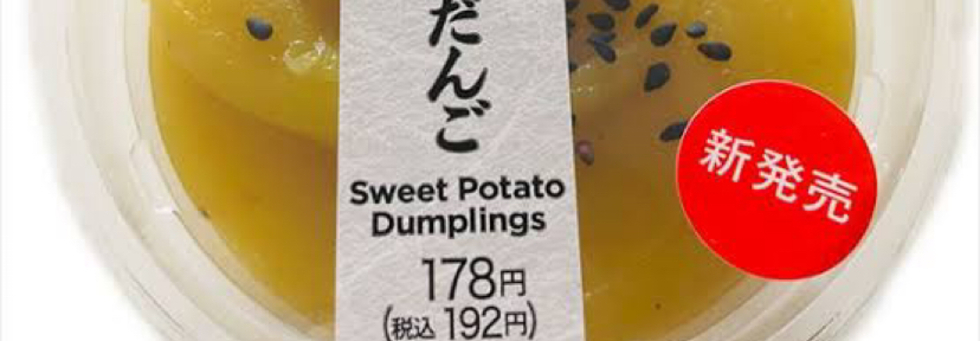 だんご
Sweet Potato
Dumplings
178円
(税込 192円)
新発売